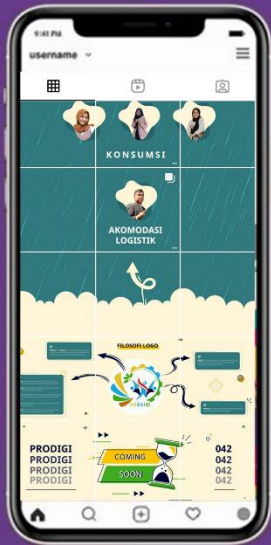 9:41 PM
username
KONSUMSI
AKOMODASI
LOGISTIK
FILOSOFI LOGO
PRODIGI
PRODIGI
PRODIGI
PRODIGI
PRODIGI
COMING
SOON
042
042
042
042